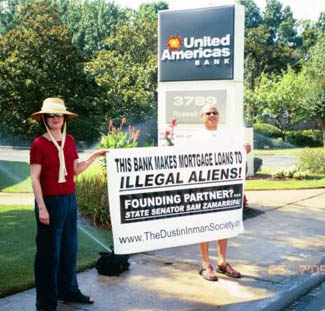 United
Americas
BANK
3789
THIS BANK MAKES MORTGAGE LOANS TO
ILLEGAL ALIENS!
FOUNDING PARTNER?...
STATE SENATOR SAM ZAMARRIPA!
www.TheDustinInmanSociety.org